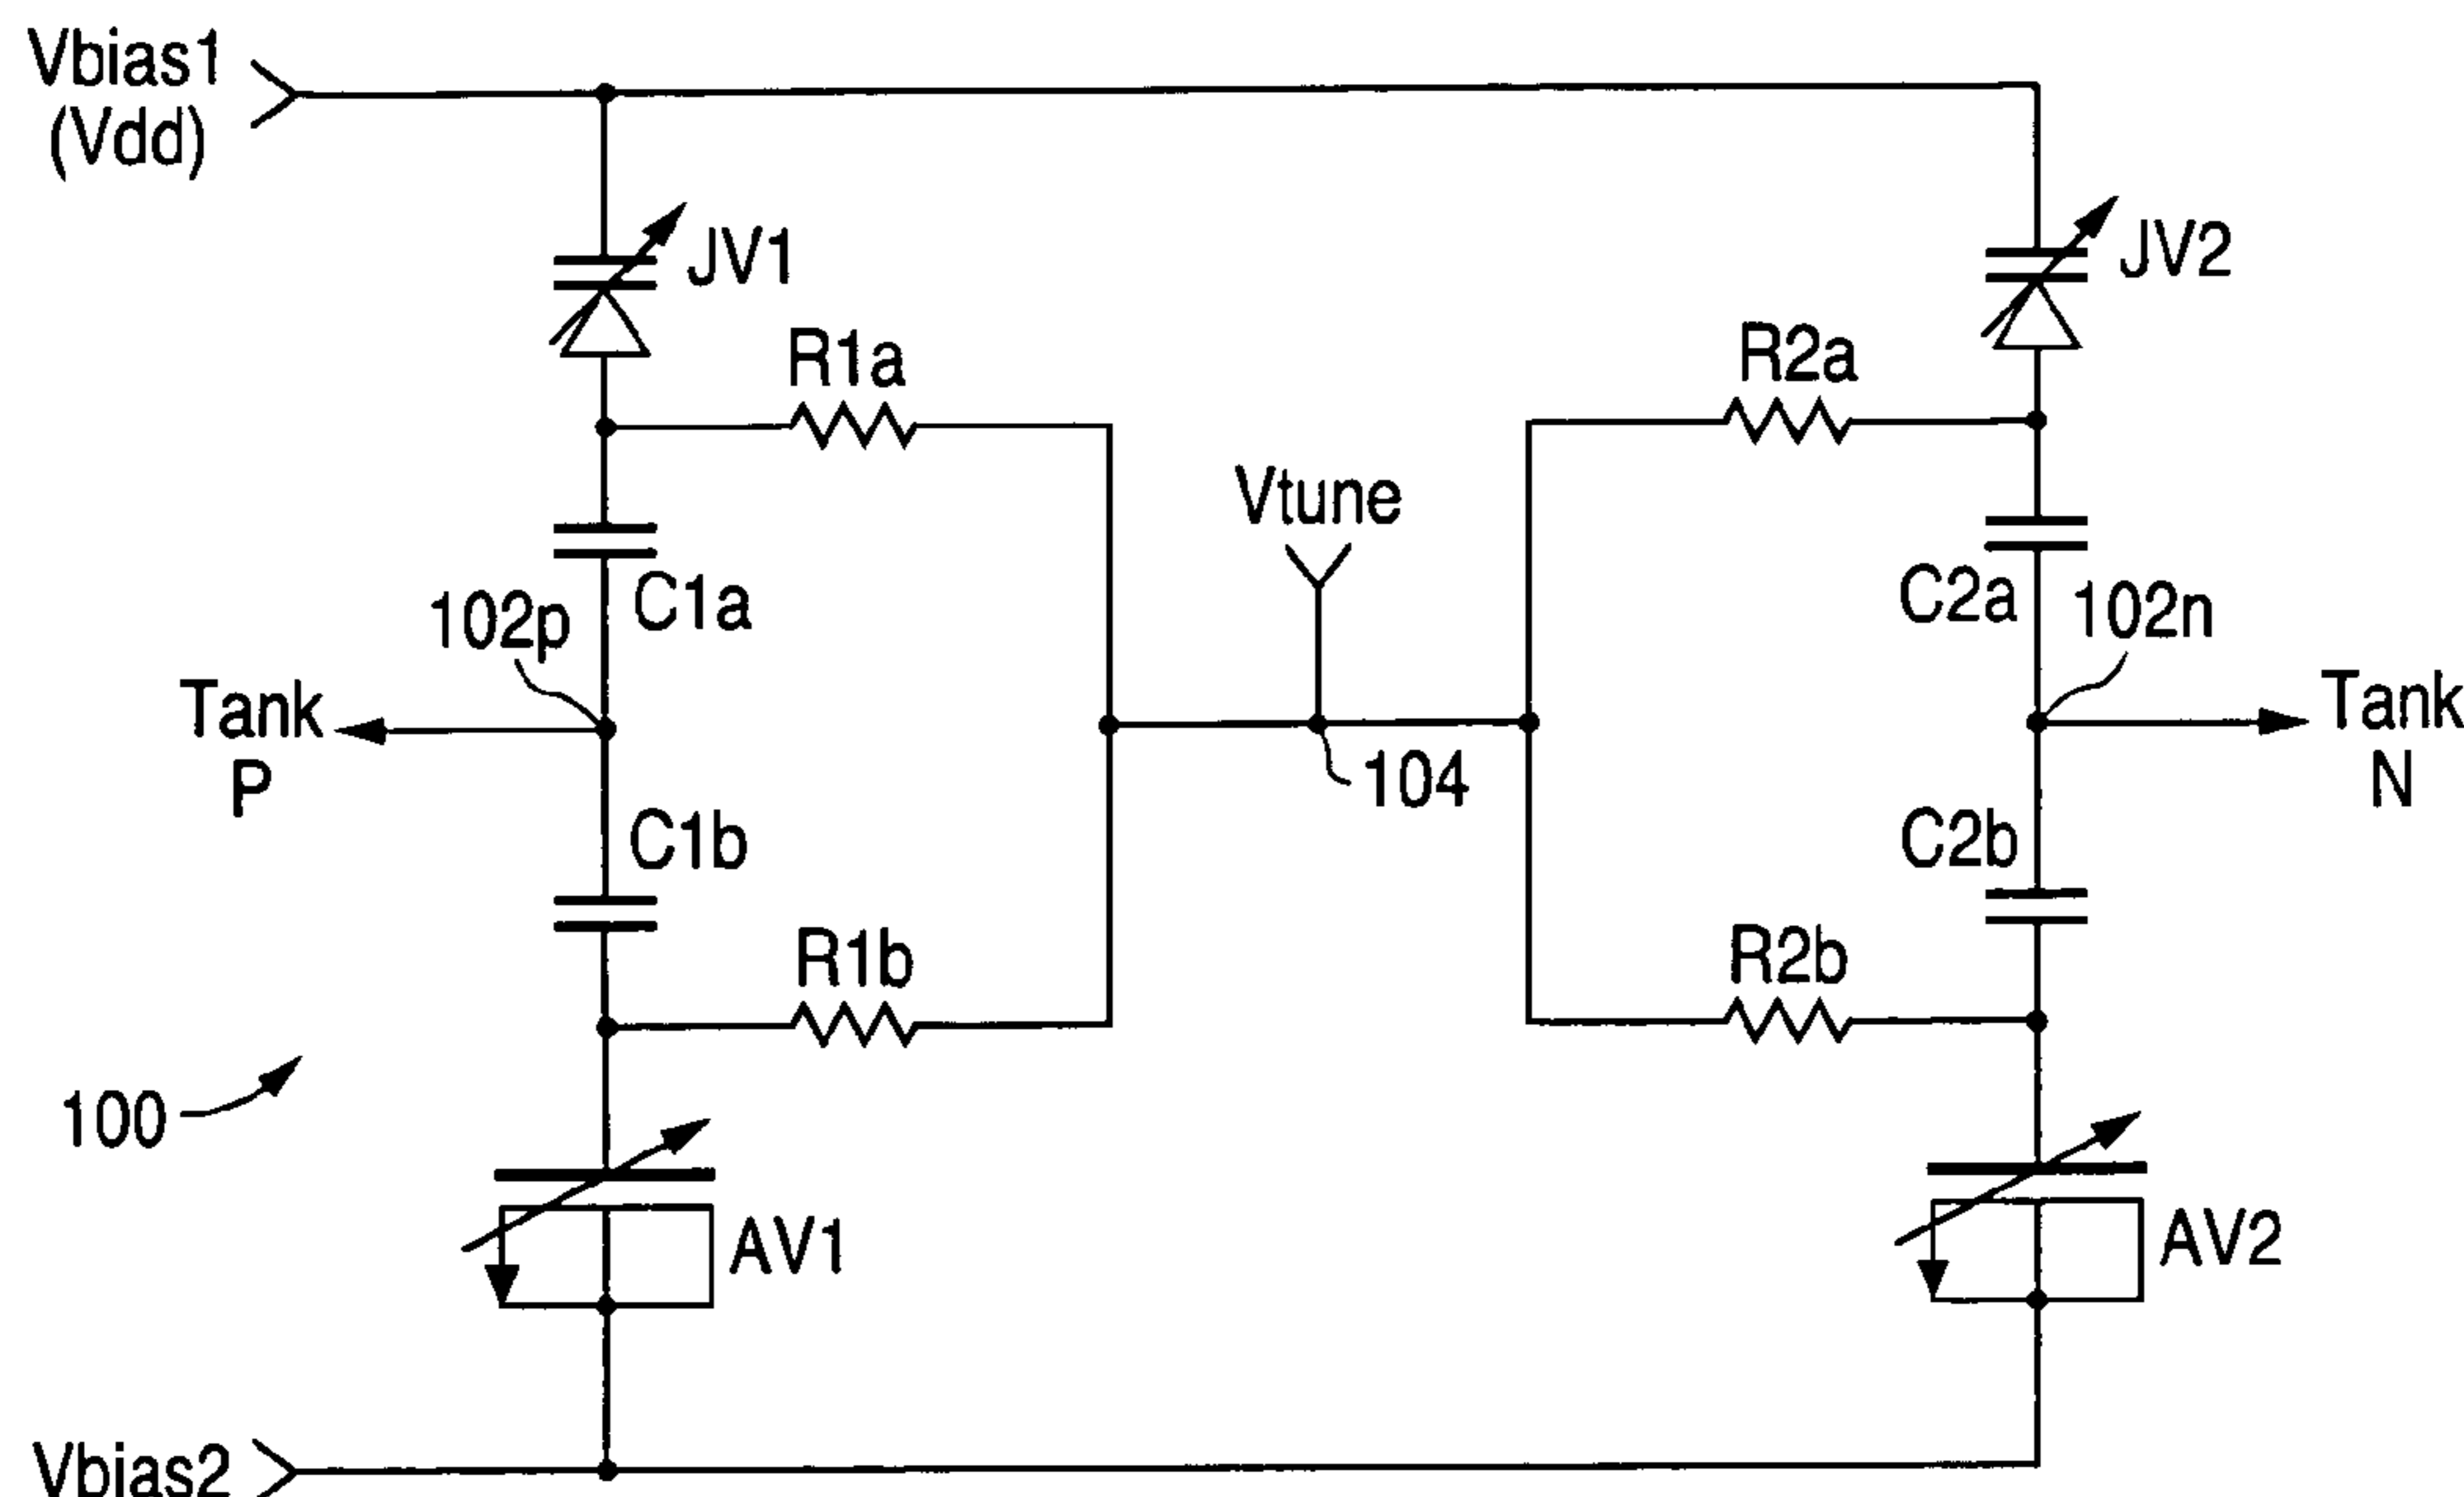 Vbias1
(Vdd)
JV1
JV2
R1a
R2a
Vtune
C1a
C2a
102p
102n
Tank
P
Tank
N
104
C1b
C2b
R1b
R2b
100
AV1
AV2
Vbias2